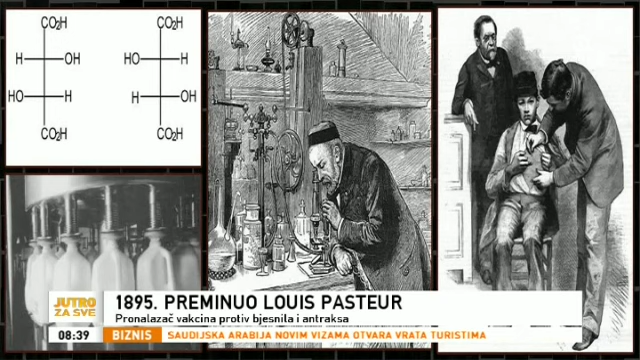 CO₂H CO₂H
H OH HO H
HO H H OH
CO₂H CO₂H
JUTRO
ZA SVE
1895. PREMINUO LOUIS PASTEUR
Pronalazač vakcina protiv bjesnila i antraksa
08:39 BIZNIS SAUDIJSKA ARABIJA NOVIM VIZAMA OTVARA VRATA TURISTIMA